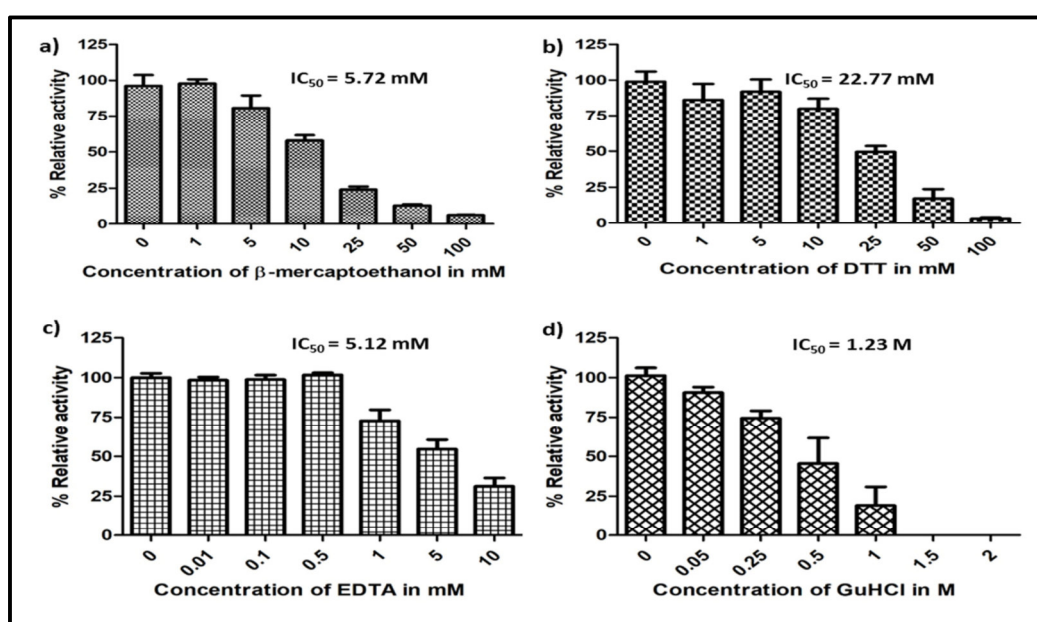 a)
IC50 = 5.72 mM
% Relative activity
125
100
75
50
25
0
0 1 5 10 25 50 100
Concentration of β-mercaptoethanol in mM
b)
IC50 = 22.77 mM
% Relative activity
125
100
75
50
25
0
0 1 5 10 25 50 100
Concentration of DTT in mM
c)
IC50 = 5.12 mM
% Relative activity
125
100
75
50
25
0
0 0.01 0.1 0.5 1 5 10
Concentration of EDTA in mM
d)
IC50 = 1.23 M
% Relative activity
125
100
75
50
25
0
0 0.05 0.25 0.5 1 1.5 2
Concentration of GuHCl in M